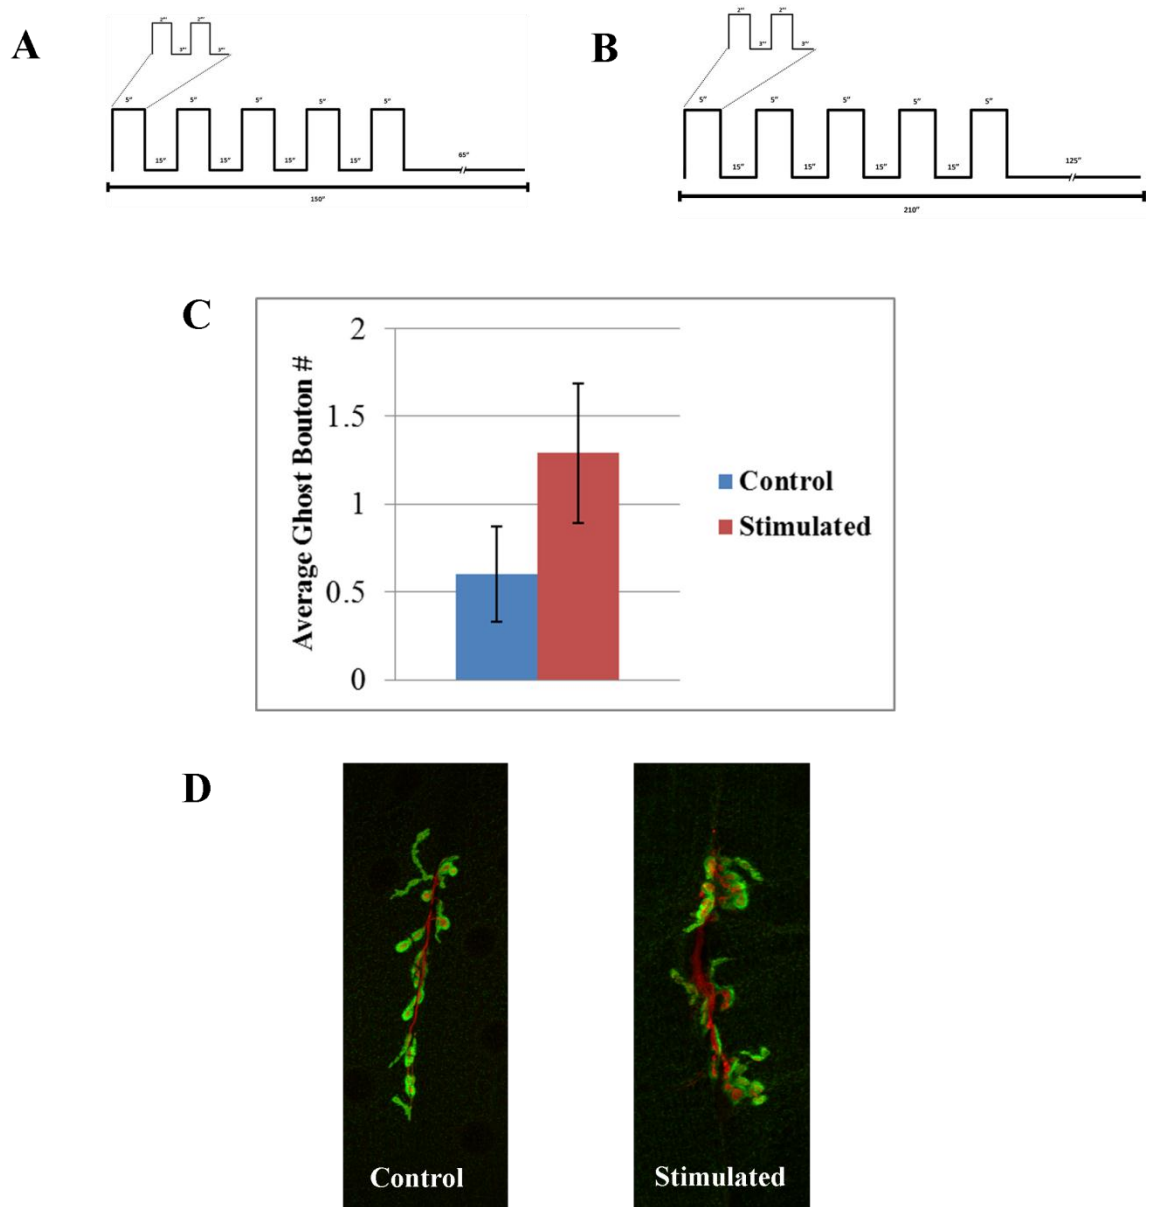 A
2"' 2"'
3"' 3"'
5" 5" 5" 5" 5"
15" 15" 15" 15"
65"
150"
B
2"' 2"'
3"' 3"'
5" 5" 5" 5" 5"
15" 15" 15" 15"
125"
210"
C
Average Ghost Bouton #
2
1.5
1
0.5
0
Control
Stimulated
D
Control
Stimulated